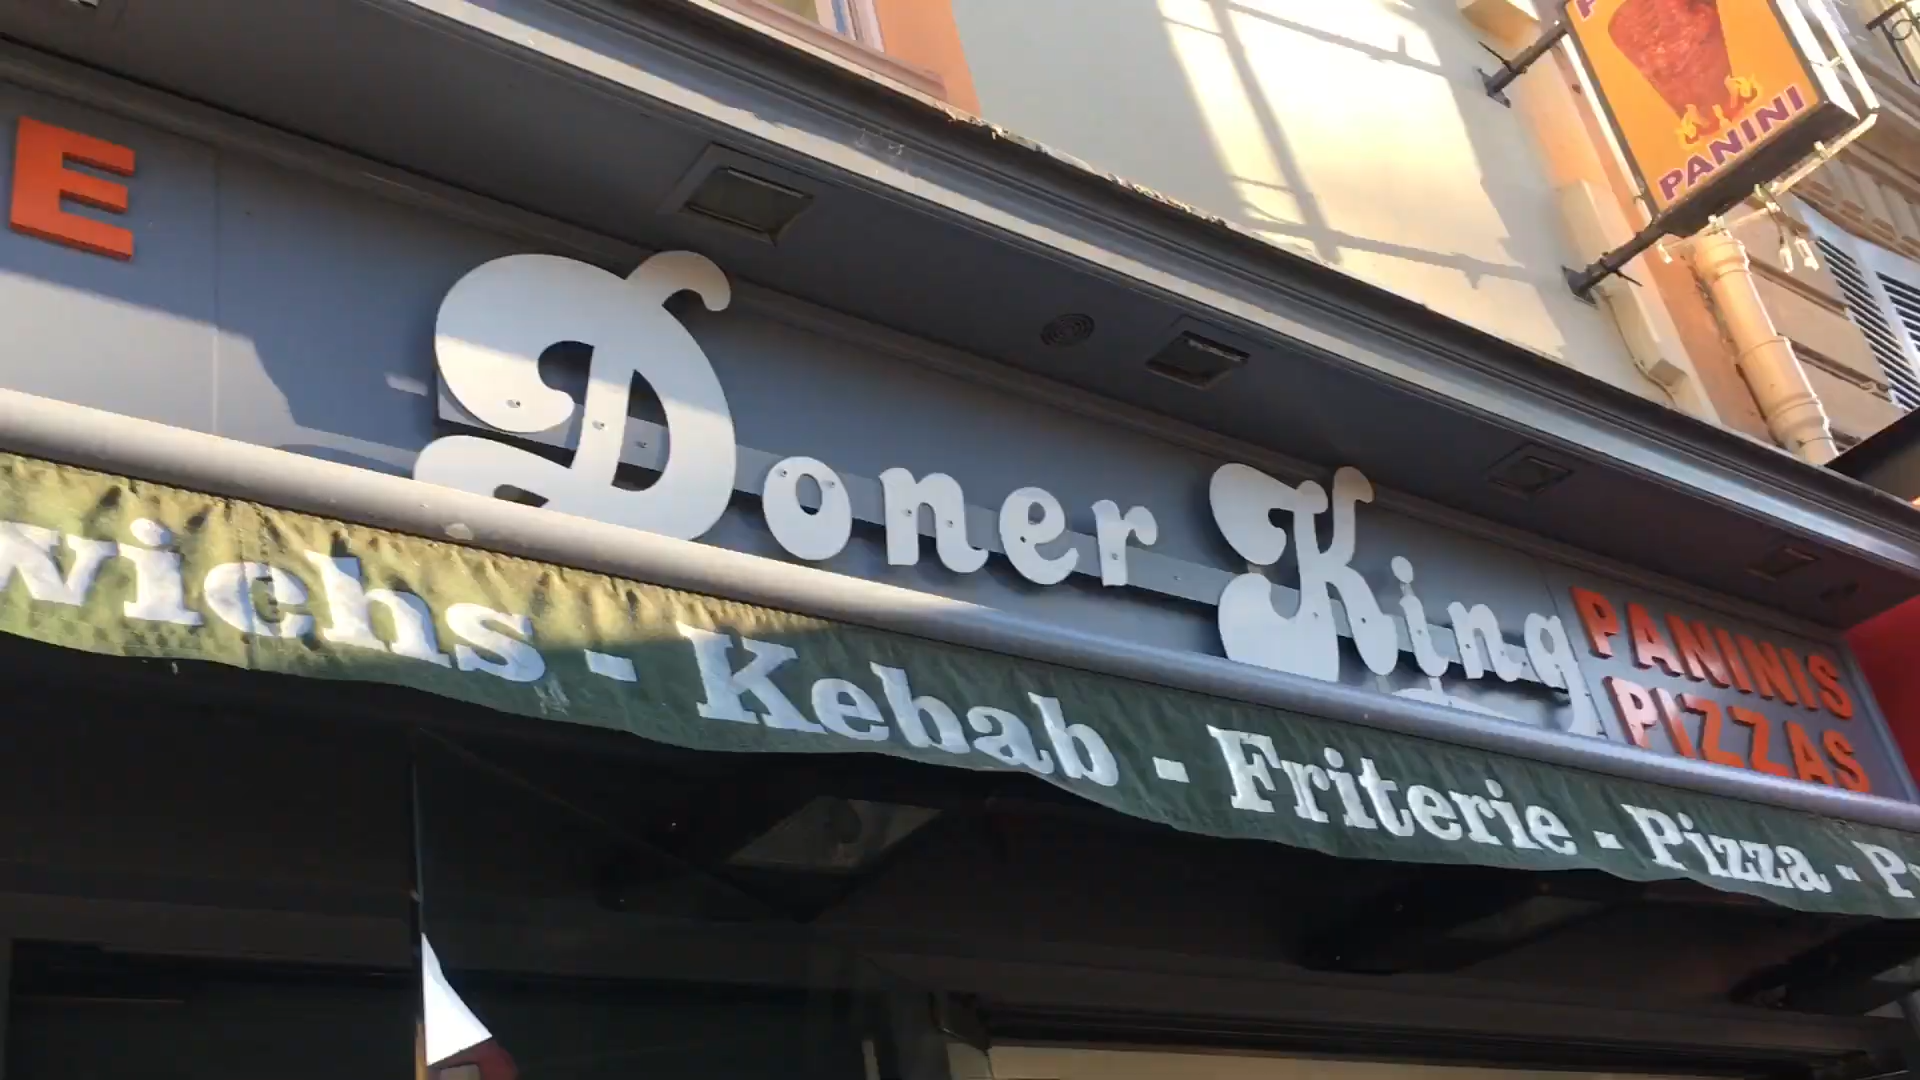 PANINI
E
Doner King
PANINIS
PIZZAS
wichs - Kebab - Friterie - Pizza - P